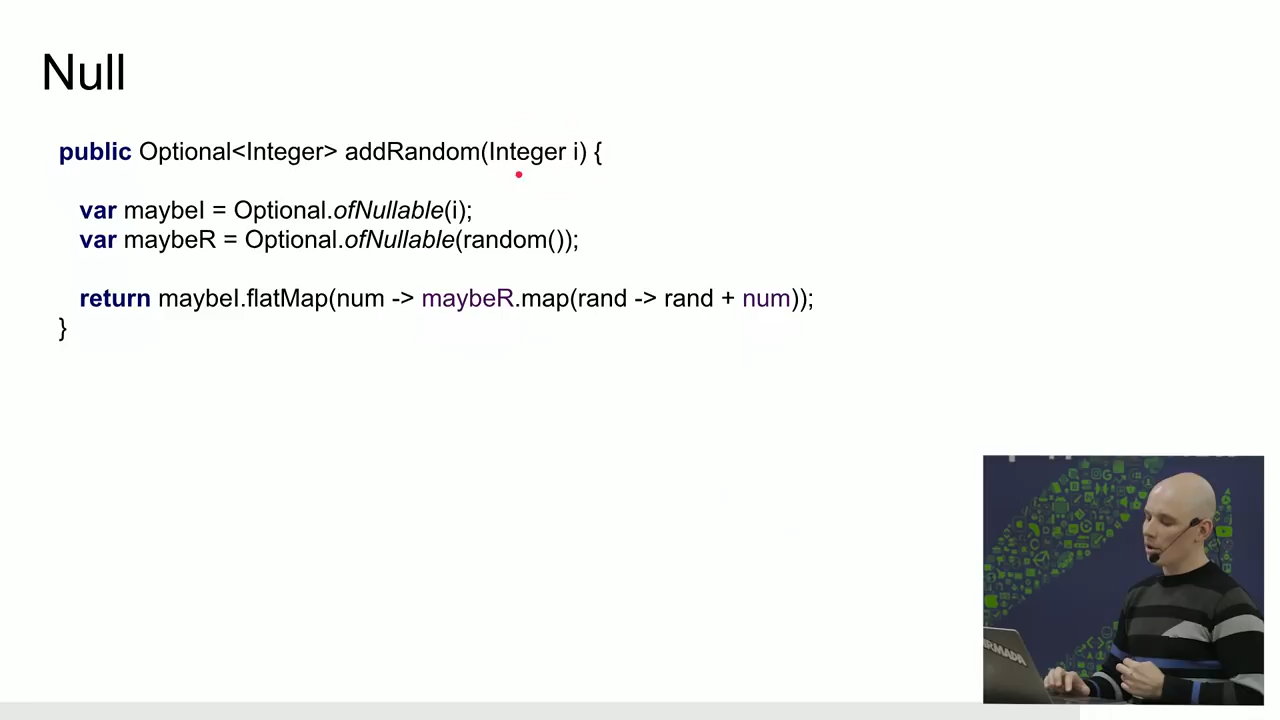 Null
public Optional<Integer> addRandom(Integer i) {
var maybeI = Optional.ofNullable(i);
var maybeR = Optional.ofNullable(random());
return maybeI.flatMap(num -> maybeR.map(rand -> rand + num));
}